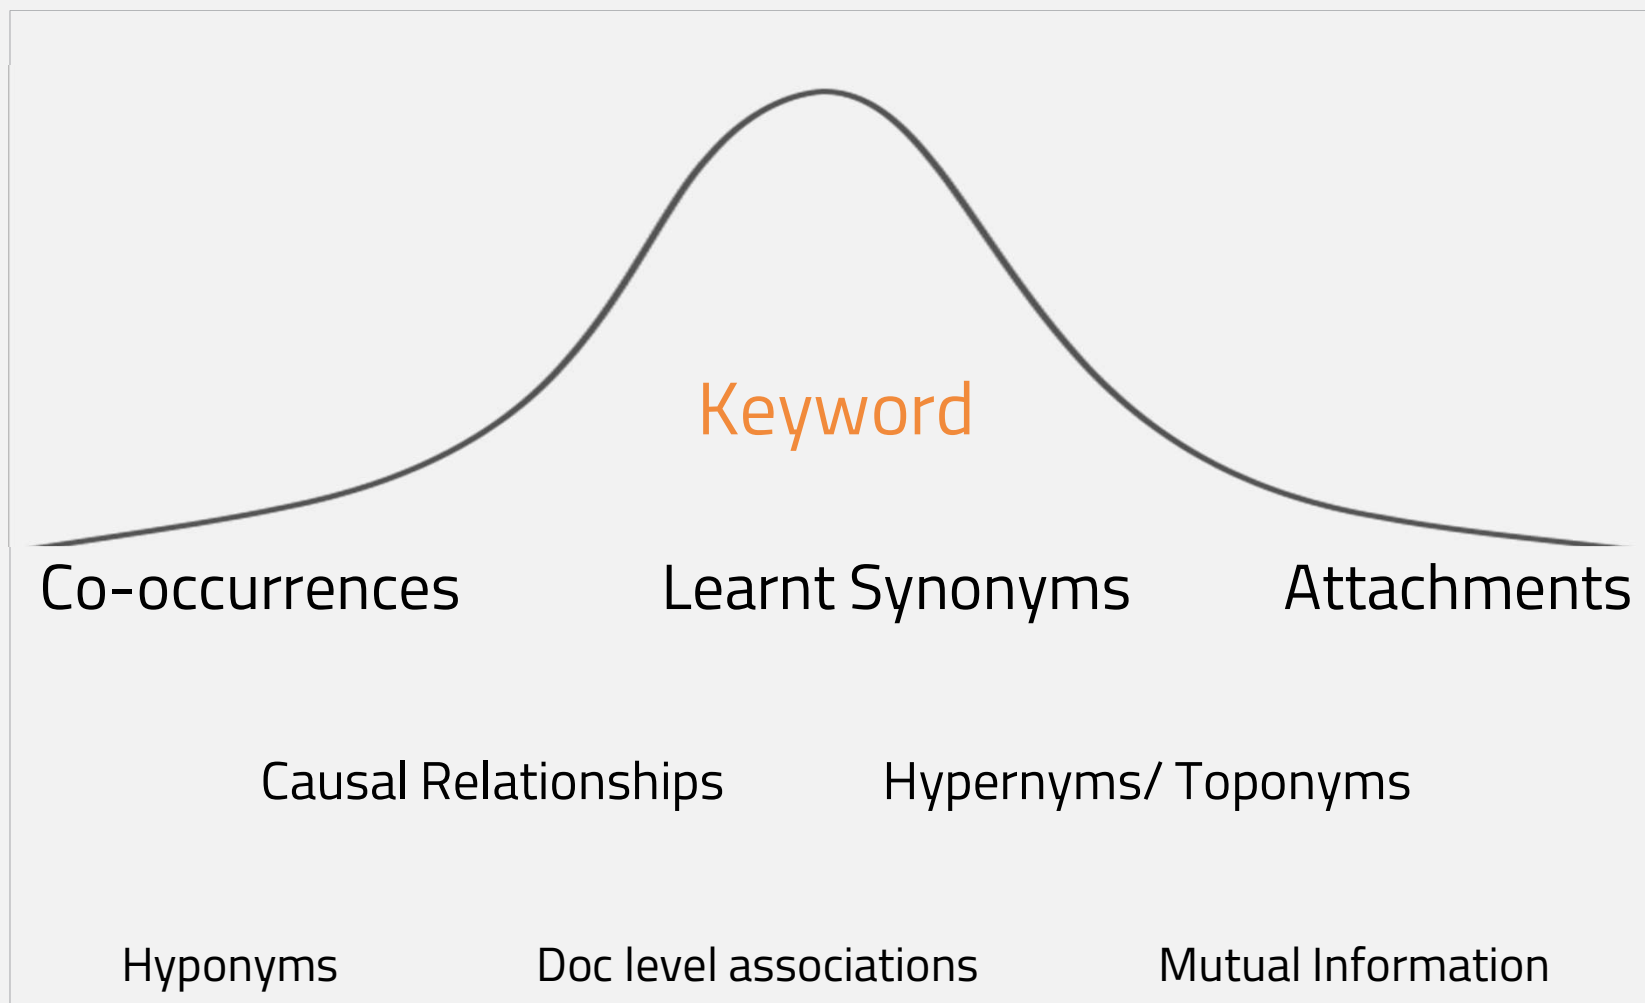 Keyword
Co-occurrences Learnt Synonyms Attachments
Causal Relationships Hypernyms/ Toponyms
Hyponyms Doc level associations Mutual Information